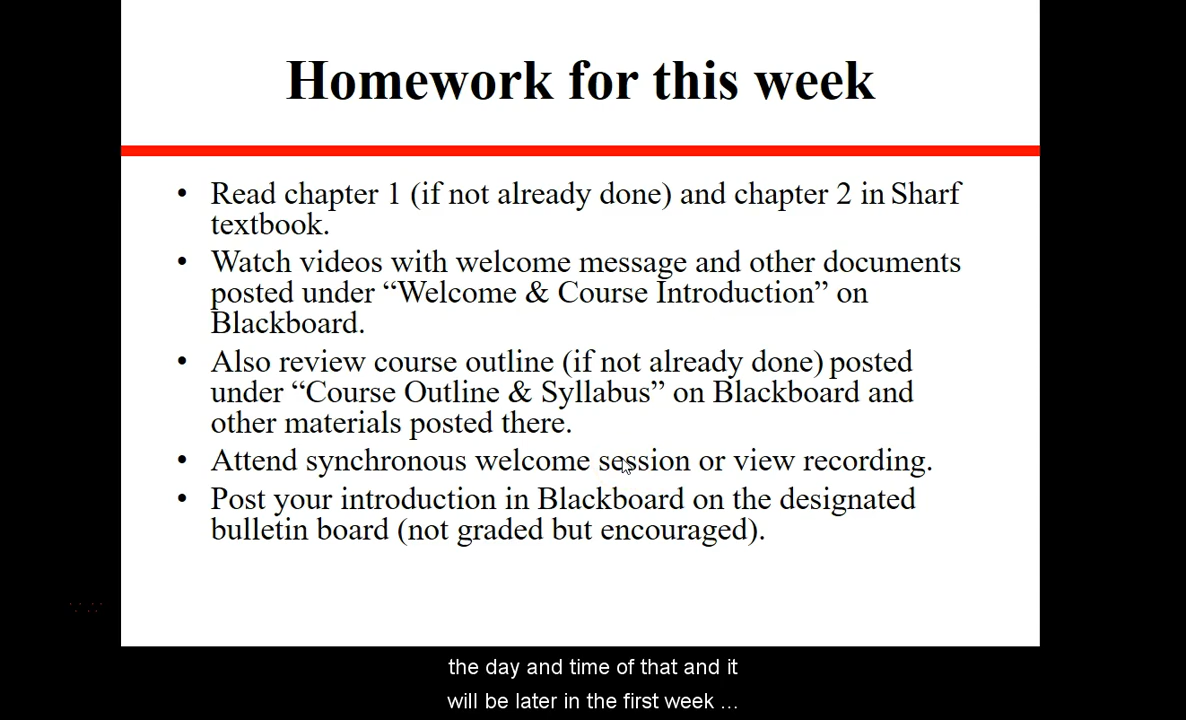 Homework for this week
• Read chapter 1 (if not already done) and chapter 2 in Sharf
textbook.
• Watch videos with welcome message and other documents
posted under “Welcome & Course Introduction” on
Blackboard.
• Also review course outline (if not already done) posted
under “Course Outline & Syllabus” on Blackboard and
other materials posted there.
• Attend synchronous welcome session or view recording.
• Post your introduction in Blackboard on the designated
bulletin board (not graded but encouraged).
the day and time of that and it
will be later in the first week ...